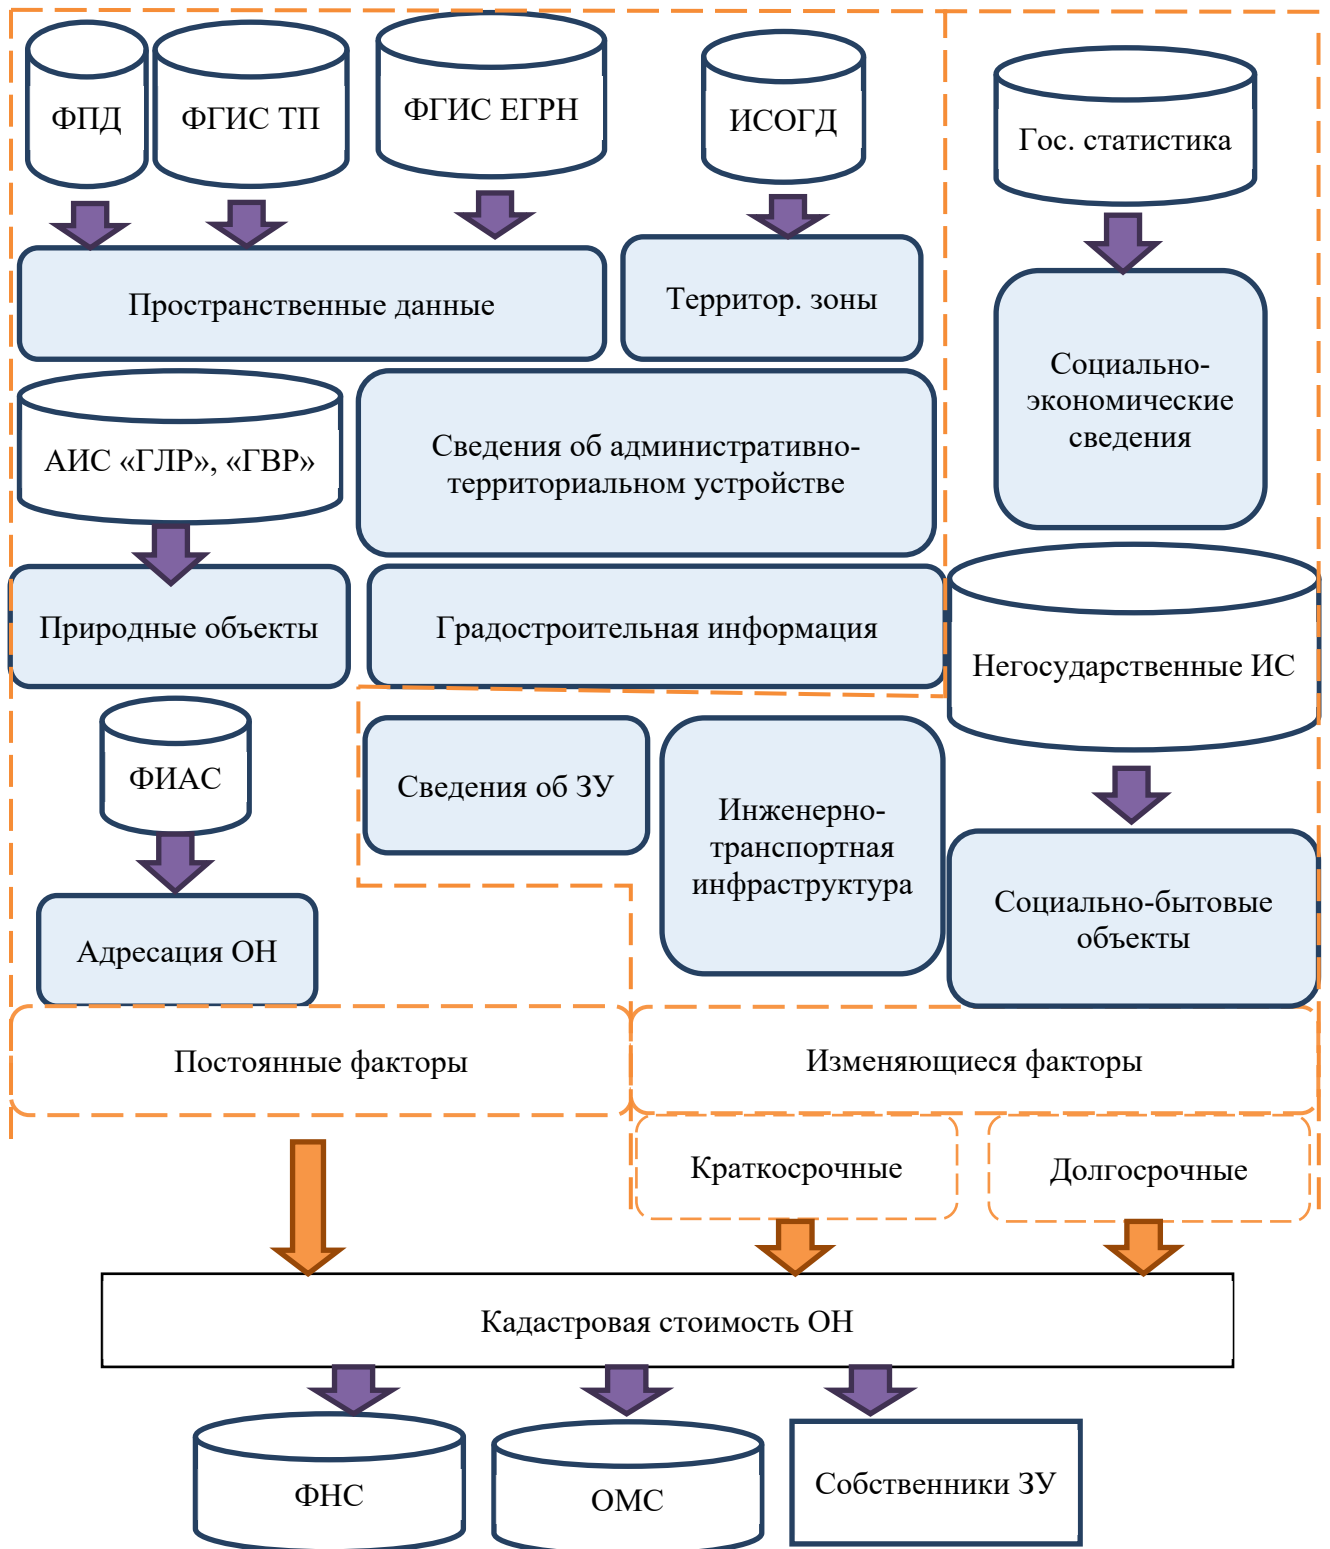 ФПД
ФГИС ТП
ФГИС ЕГРН
ИСОГД
Гос. статистика
Пространственные данные
Территор. зоны
Социально-
экономические
сведения
АИС «ГЛР», «ГВР»
Сведения об административно-
территориальном устройстве
Природные объекты
Градостроительная информация
Негосударственные ИС
ФИАС
Сведения об ЗУ
Инженерно-
транспортная
инфраструктура
Социально-бытовые
объекты
Адресация ОН
Постоянные факторы
Изменяющиеся факторы
Краткосрочные
Долгосрочные
Кадастровая стоимость ОН
ФНС
ОМС
Собственники ЗУ